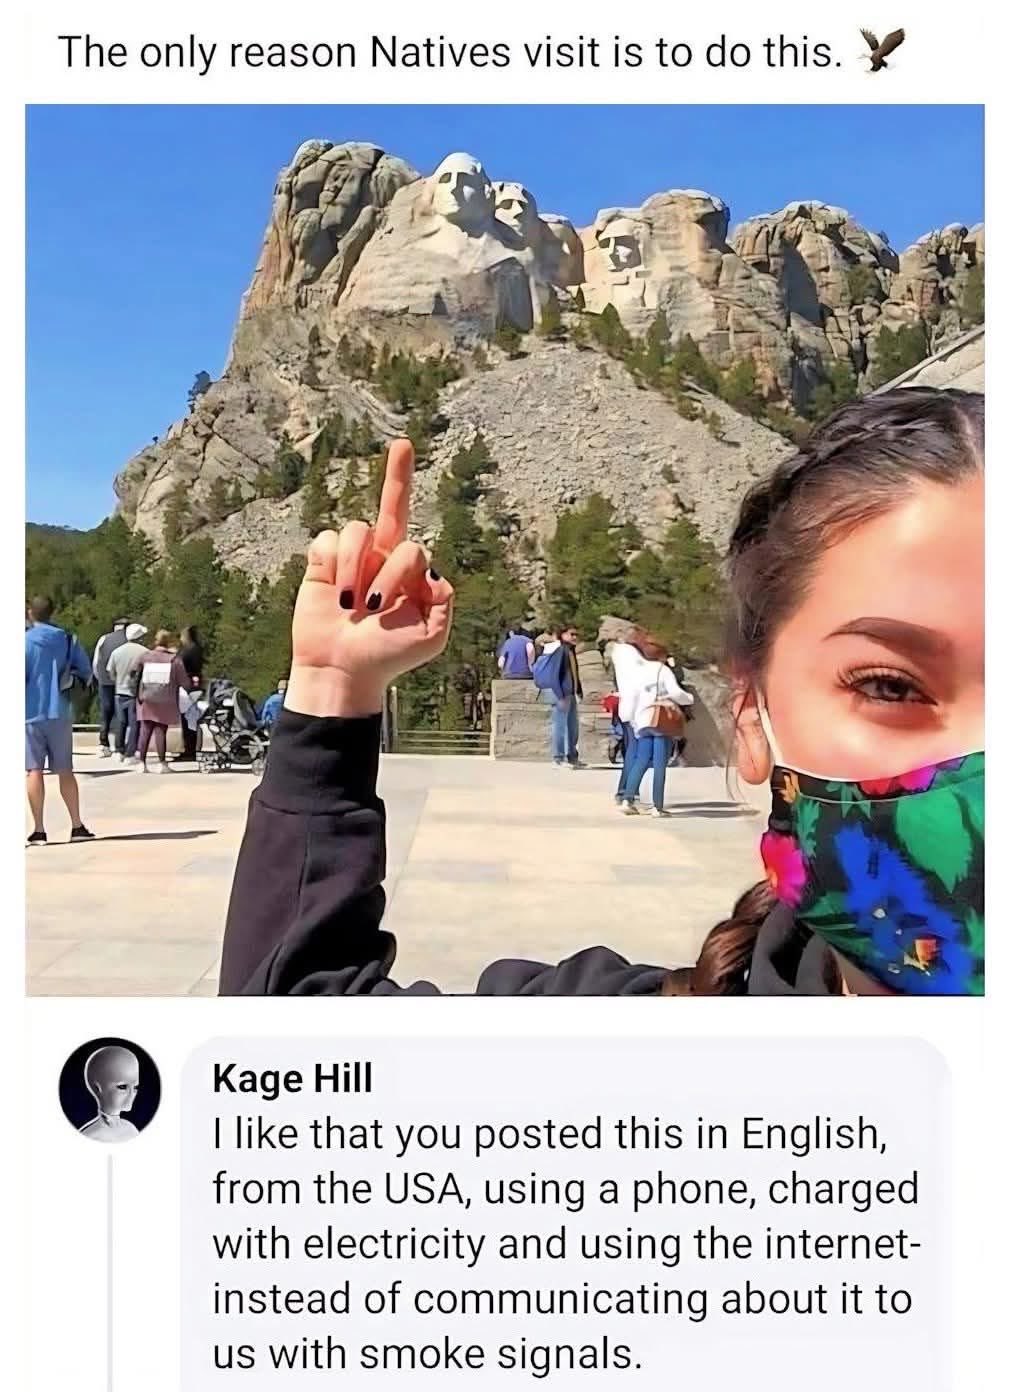 The only reason Natives visit is to do this. 🦅
Kage Hill
I like that you posted this in English,
from the USA, using a phone, charged
with electricity and using the internet-
instead of communicating about it to
us with smoke signals.